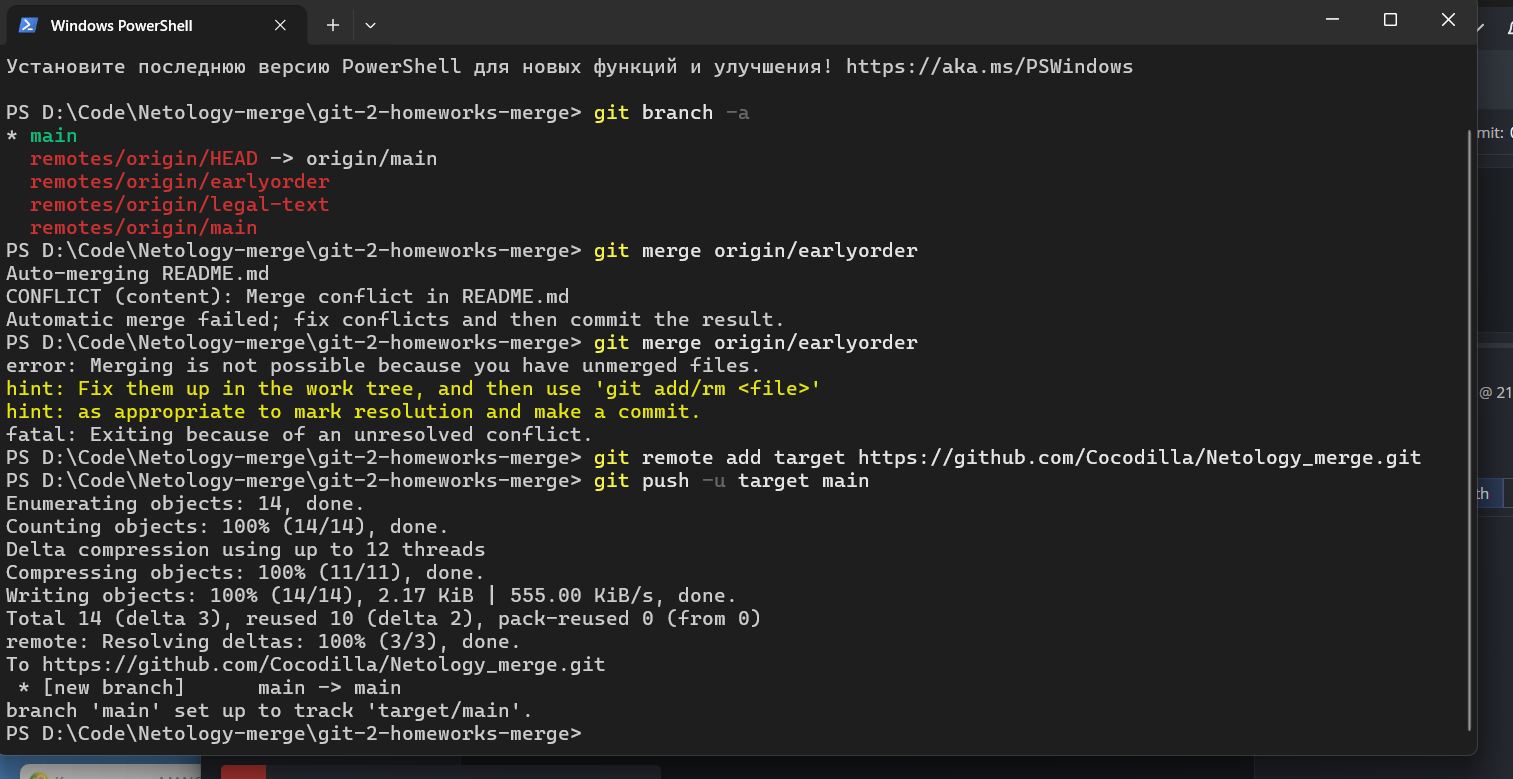 Windows PowerShell
Установите последнюю версию PowerShell для новых функций и улучшения! https://aka.ms/PSWindows
PS D:\Code\Netology-merge\git-2-homeworks-merge> git branch -a
* main
remotes/origin/HEAD -> origin/main
remotes/origin/earlyorder
remotes/origin/legal-text
remotes/origin/main
PS D:\Code\Netology-merge\git-2-homeworks-merge> git merge origin/earlyorder
Auto-merging README.md
CONFLICT (content): Merge conflict in README.md
Automatic merge failed; fix conflicts and then commit the result.
PS D:\Code\Netology-merge\git-2-homeworks-merge> git merge origin/earlyorder
error: Merging is not possible because you have unmerged files.
hint: Fix them up in the work tree, and then use 'git add/rm <file>'
hint: as appropriate to mark resolution and make a commit.
fatal: Exiting because of an unresolved conflict.
PS D:\Code\Netology-merge\git-2-homeworks-merge> git remote add target https://github.com/Cocodilla/Netology_merge.git
PS D:\Code\Netology-merge\git-2-homeworks-merge> git push -u target main
Enumerating objects: 14, done.
Counting objects: 100% (14/14), done.
Delta compression using up to 12 threads
Compressing objects: 100% (11/11), done.
Writing objects: 100% (14/14), 2.17 KiB | 555.00 KiB/s, done.
Total 14 (delta 3), reused 10 (delta 2), pack-reused 0 (from 0)
remote: Resolving deltas: 100% (3/3), done.
To https://github.com/Cocodilla/Netology_merge.git
* [new branch]      main -> main
branch 'main' set up to track 'target/main'.
PS D:\Code\Netology-merge\git-2-homeworks-merge>
mit:
@ 21
th